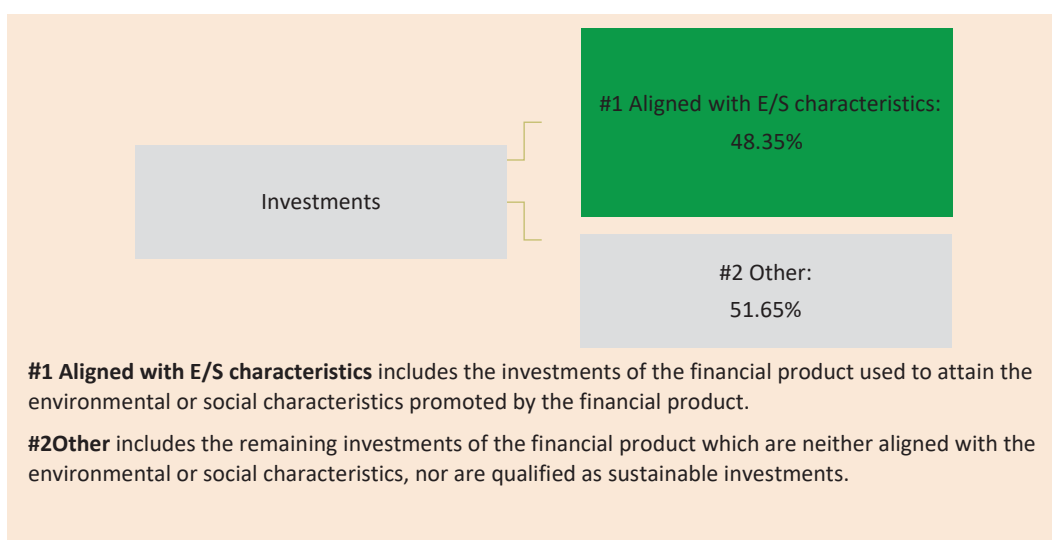 #1 Aligned with E/S characteristics:
48.35%
Investments
#2 Other:
51.65%
#1 Aligned with E/S characteristics includes the investments of the financial product used to attain the
environmental or social characteristics promoted by the financial product.
#2Other includes the remaining investments of the financial product which are neither aligned with the
environmental or social characteristics, nor are qualified as sustainable investments.